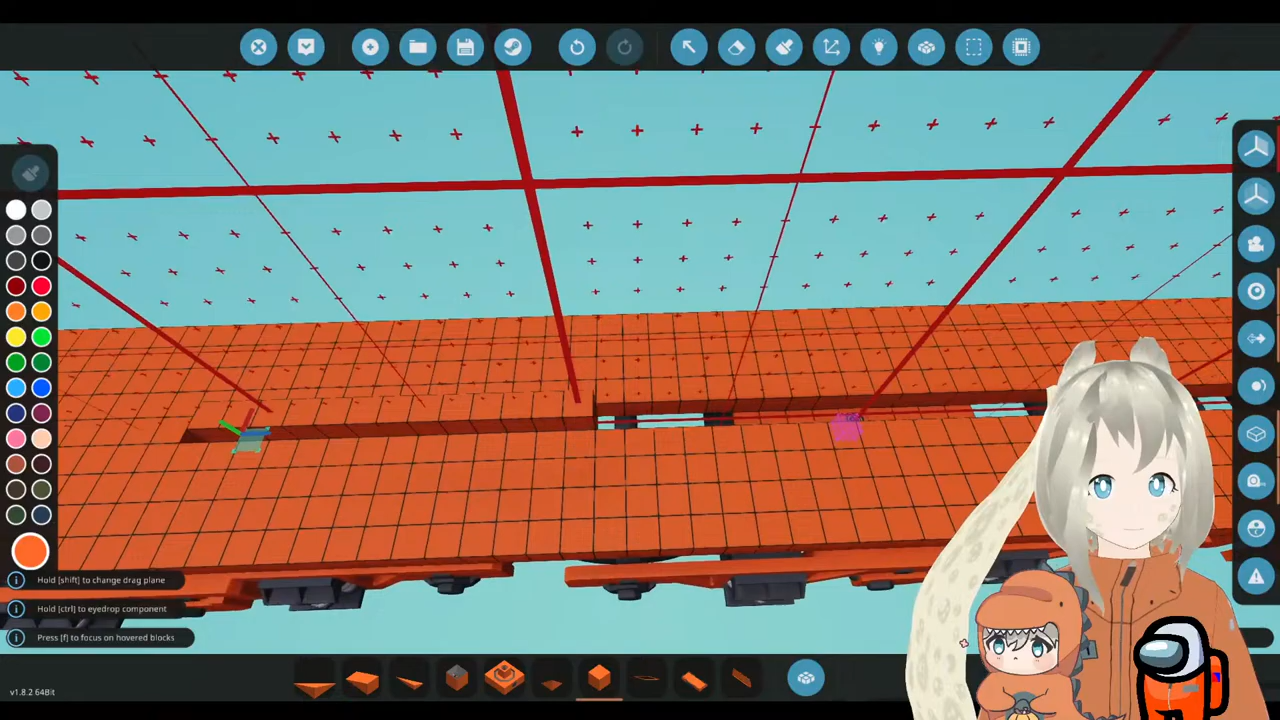 Hold [shift] to change drag plane
Hold [ctrl] to eyedrop component
Press [f] to focus on hovered blocks
v1.8.2 64Bit